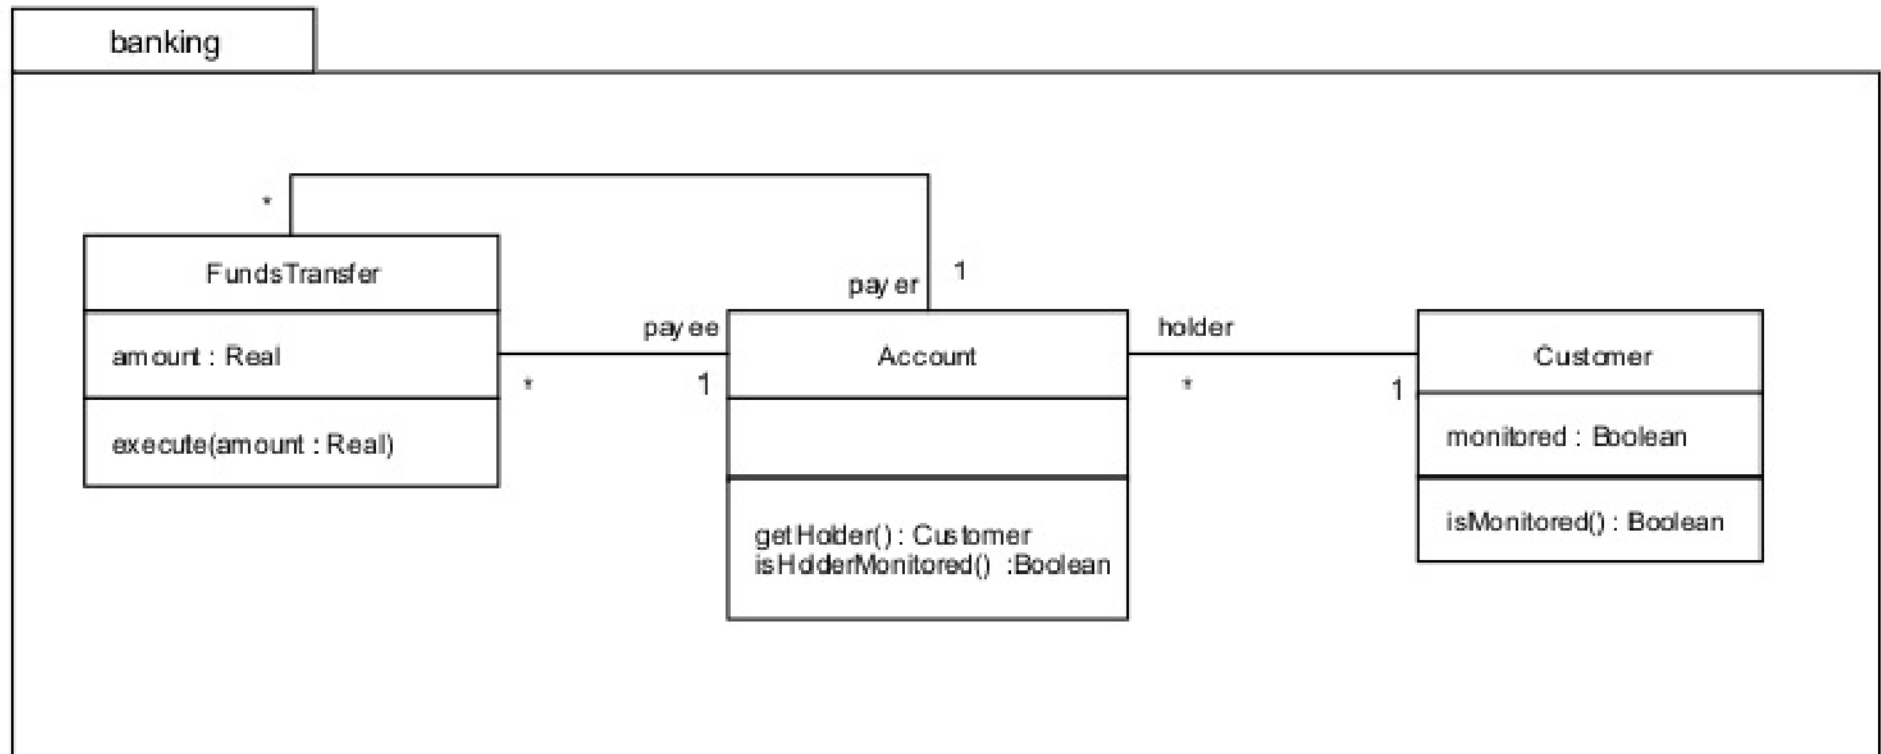 banking
*
FundsTransfer
amount : Real
execute(amount : Real)
*
payee
1
payer
1
Account
getHolder() : Customer
isHolderMonitored() :Boolean
holder
*
1
Customer
monitored : Boolean
isMonitored() : Boolean